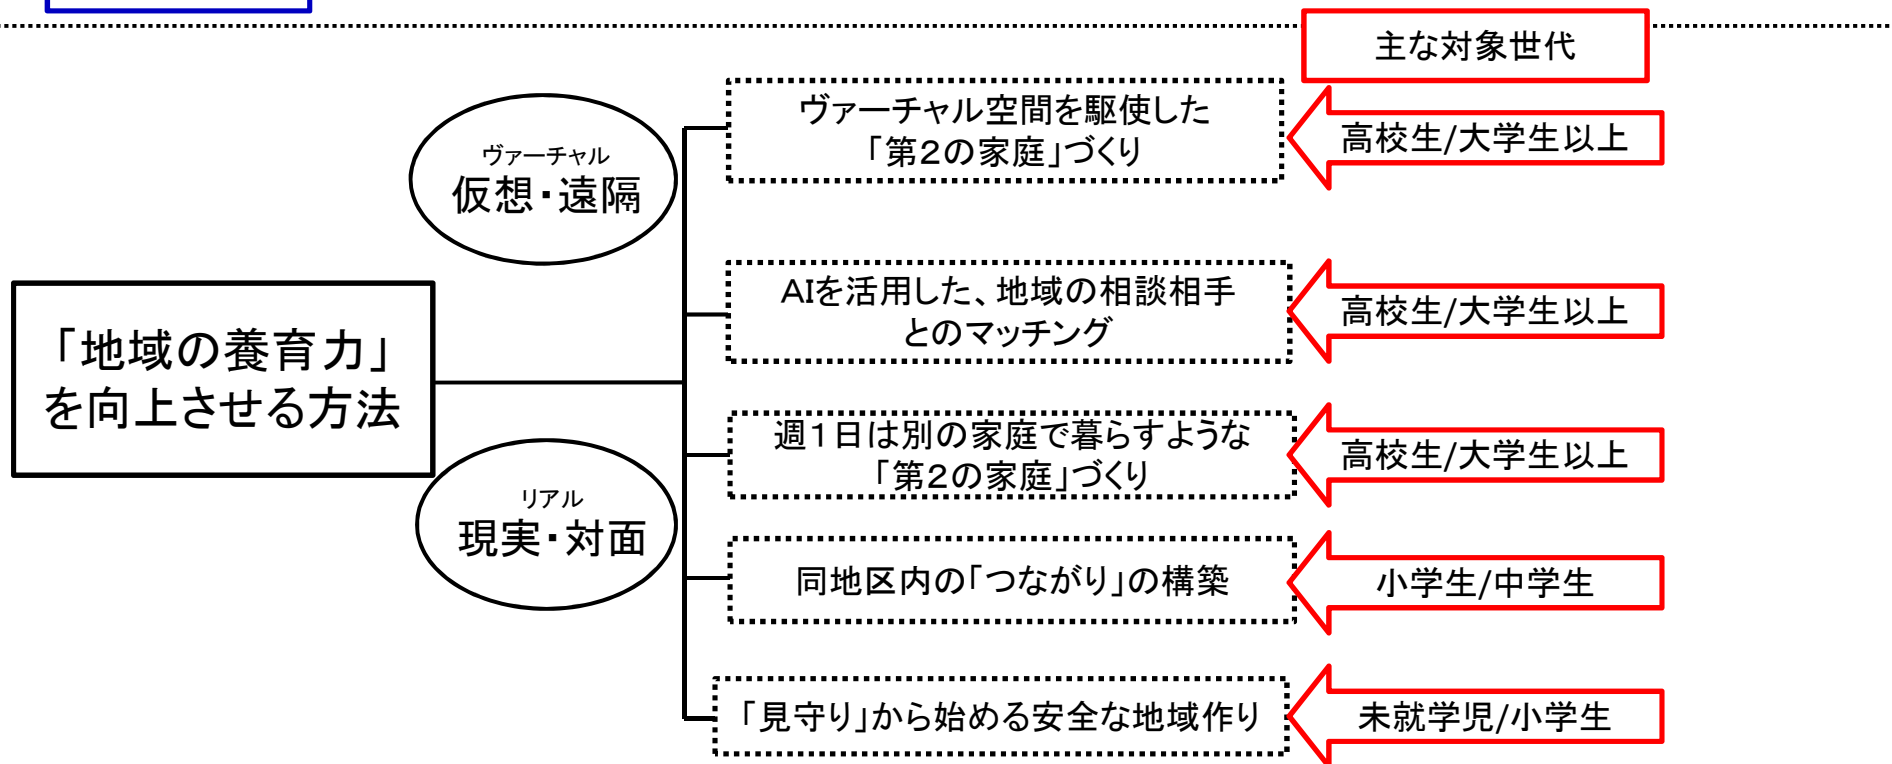 主な対象世代
ヴァーチャル
仮想・遠隔
ヴァーチャル空間を駆使した
「第2の家庭」づくり
高校生/大学生以上
AIを活用した、地域の相談相手
とのマッチング
高校生/大学生以上
「地域の養育力」
を向上させる方法
週1日は別の家庭で暮らすような
「第2の家庭」づくり
高校生/大学生以上
リアル
現実・対面
同地区内の「つながり」の構築
小学生/中学生
「見守り」から始める安全な地域作り
未就学児/小学生